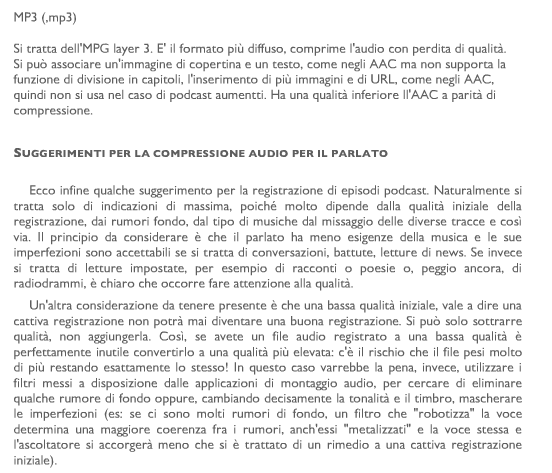 MP3 (,mp3)
Si tratta dell'MPG layer 3. E' il formato più diffuso, comprime l'audio con perdita di qualità.
Si può associare un'immagine di copertina e un testo, come negli AAC ma non supporta la
funzione di divisione in capitoli, l'inserimento di più immagini e di URL, come negli AAC,
quindi non si usa nel caso di podcast aumentti. Ha una qualità inferiore ll'AAC a parità di
compressione.
SUGGERIMENTI PER LA COMPRESSIONE AUDIO PER IL PARLATO
Ecco infine qualche suggerimento per la registrazione di episodi podcast. Naturalmente si
tratta solo di indicazioni di massima, poiché molto dipende dalla qualità iniziale della
registrazione, dai rumori fondo, dal tipo di musiche dal missaggio delle diverse tracce e così
via. Il principio da considerare è che il parlato ha meno esigenze della musica e le sue
imperfezioni sono accettabili se si tratta di conversazioni, battute, letture di news. Se invece
si tratta di letture impostate, per esempio di racconti o poesie o, peggio ancora, di
radiodrammi, è chiaro che occorre fare attenzione alla qualità.
Un'altra considerazione da tenere presente è che una bassa qualità iniziale, vale a dire una
cattiva registrazione non potrà mai diventare una buona registrazione. Si può solo sottrarre
qualità, non aggiungerla. Così, se avete un file audio registrato a una bassa qualità è
perfettamente inutile convertirlo a una qualità più elevata: c'è il rischio che il file pesi molto
di più restando esattamente lo stesso! In questo caso varrebbe la pena, invece, utilizzare i
filtri messi a disposizione dalle applicazioni di montaggio audio, per cercare di eliminare
qualche rumore di fondo oppure, cambiando decisamente la tonalità e il timbro, mascherare
le imperfezioni (es: se ci sono molti rumori di fondo, un filtro che "robotizza" la voce
determina una maggiore coerenza fra i rumori, anch'essi "metalizzati" e la voce stessa e
l'ascoltatore si accorgerà meno che si è trattato di un rimedio a una cattiva registrazione
iniziale).